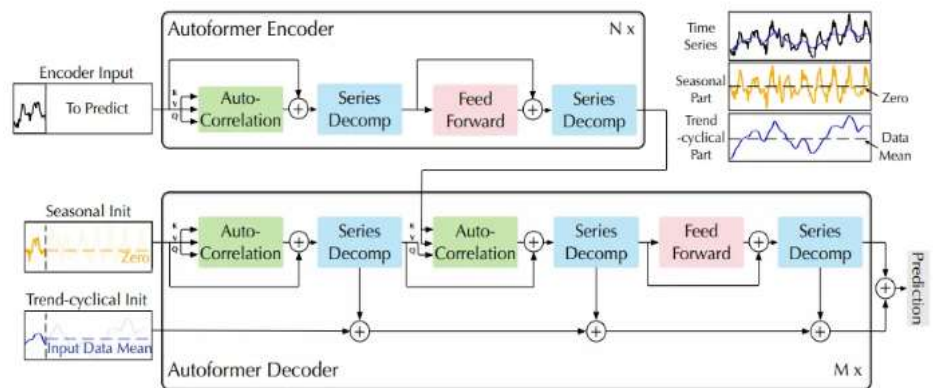 Autoformer Encoder
N x
Time
Series
Encoder Input
To Predict
K
V
Q
Auto-
Correlation
+
Series
Decomp
Feed
Forward
+
Series
Decomp
Seasonal
Part
Zero
Trend
-cyclical
Part
Data
Mean
Seasonal Init
Zero
K
V
Q
Auto-
Correlation
+
Series
Decomp
K
V
Q
Auto-
Correlation
+
Series
Decomp
Feed
Forward
+
Series
Decomp
+
Prediction
Trend-cyclical Init
Input Data Mean
+
+
+
Autoformer Decoder
M x